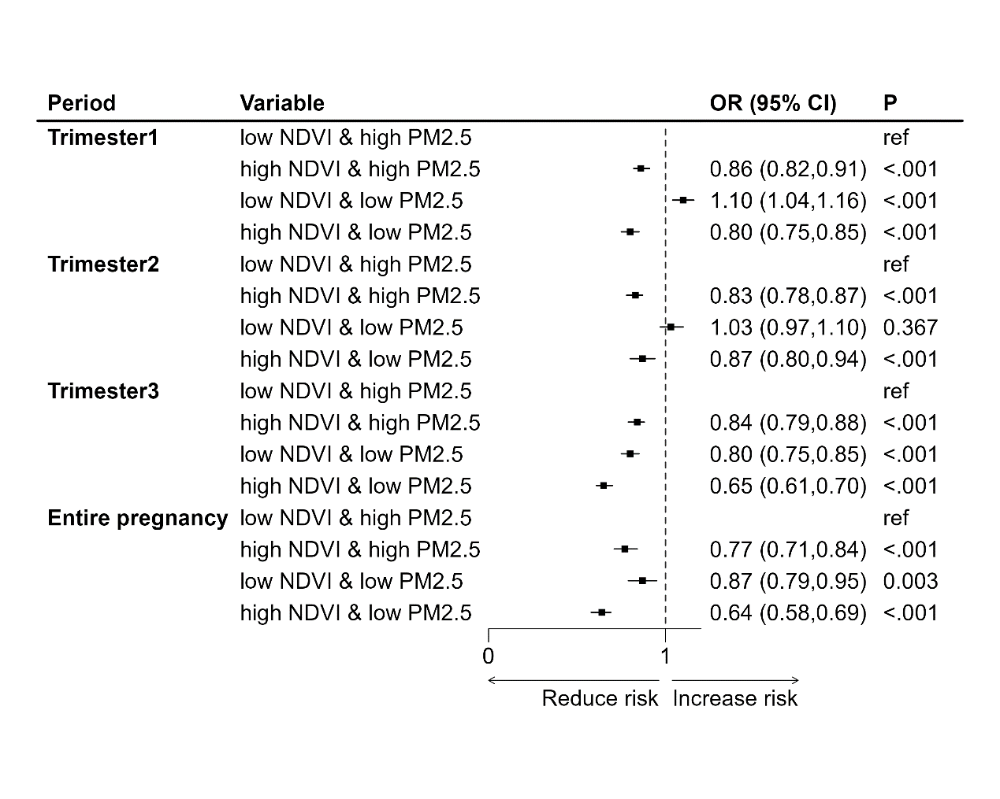 Period Variable OR (95% CI) P
Trimester1 low NDVI & high PM2.5 ref
high NDVI & high PM2.5 0.86 (0.82,0.91) <.001
low NDVI & low PM2.5 1.10 (1.04,1.16) <.001
high NDVI & low PM2.5 0.80 (0.75,0.85) <.001
Trimester2 low NDVI & high PM2.5 ref
high NDVI & high PM2.5 0.83 (0.78,0.87) <.001
low NDVI & low PM2.5 1.03 (0.97,1.10) 0.367
high NDVI & low PM2.5 0.87 (0.80,0.94) <.001
Trimester3 low NDVI & high PM2.5 ref
high NDVI & high PM2.5 0.84 (0.79,0.88) <.001
low NDVI & low PM2.5 0.80 (0.75,0.85) <.001
high NDVI & low PM2.5 0.65 (0.61,0.70) <.001
Entire pregnancy low NDVI & high PM2.5 ref
high NDVI & high PM2.5 0.77 (0.71,0.84) <.001
low NDVI & low PM2.5 0.87 (0.79,0.95) 0.003
high NDVI & low PM2.5 0.64 (0.58,0.69) <.001
0 1
Reduce risk Increase risk